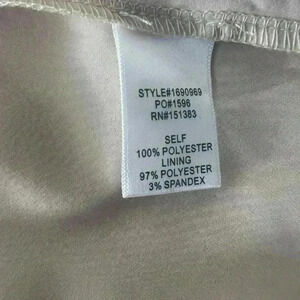 STYLE#1690969
PO#1596
RN#151383
SELF
100% POLYESTER
LINING
97% POLYESTER
3% SPANDEX